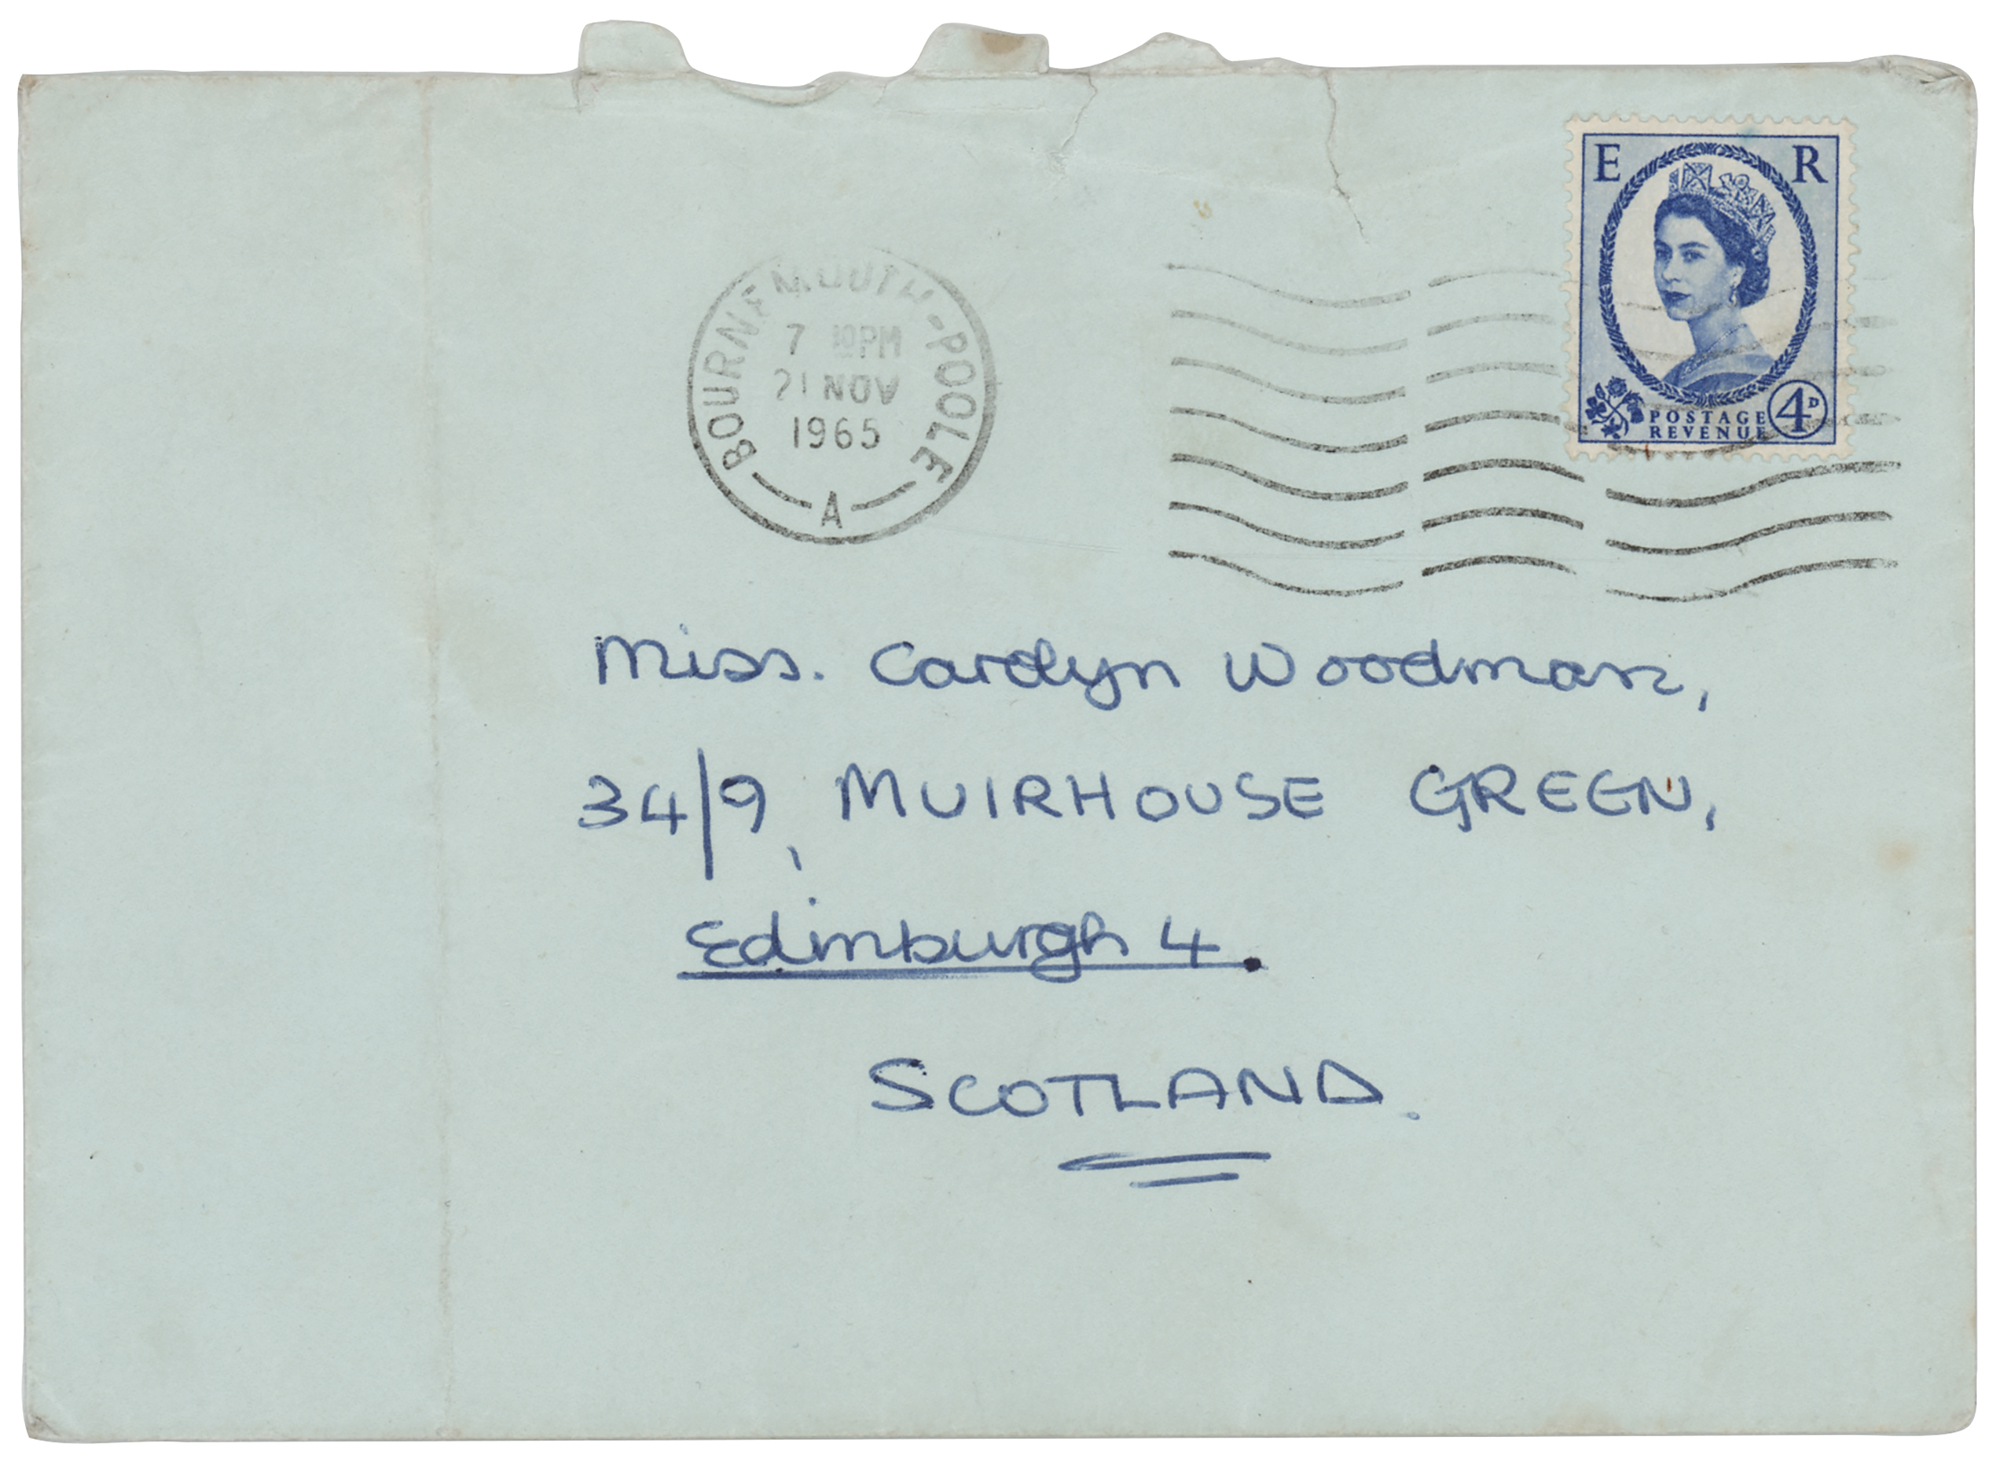 E R
POSTAGE
REVENUE
4D
BOURNEMOUTH-POOLE
7 30PM
21 NOV
1965
A
Miss. Carolyn Woodman,
34/9, MUIRHOUSE GREEN,
Edinburgh 4.
SCOTLAND.